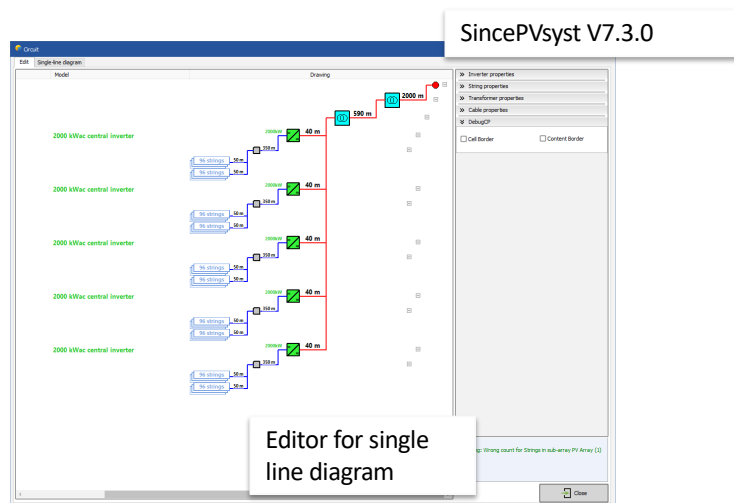 SincePVsyst V7.3.0
Circuit
Edit
Single-line diagram
Model
Drawing
Inverter properties
String properties
Transformer properties
Cable properties
DebugCP
Cell Border
Content Border
2000 m
590 m
2000 kWac central inverter
2000kW
40 m
350 m
96 strings
50 m
96 strings
50 m
2000 kWac central inverter
2000kW
40 m
350 m
96 strings
50 m
96 strings
50 m
2000 kWac central inverter
2000kW
40 m
350 m
96 strings
50 m
96 strings
50 m
2000 kWac central inverter
2000kW
40 m
350 m
96 strings
50 m
96 strings
50 m
2000 kWac central inverter
2000kW
40 m
350 m
96 strings
50 m
96 strings
50 m
Editor for single
line diagram
Wrong count for Strings in sub-array PV Array (1)
Close